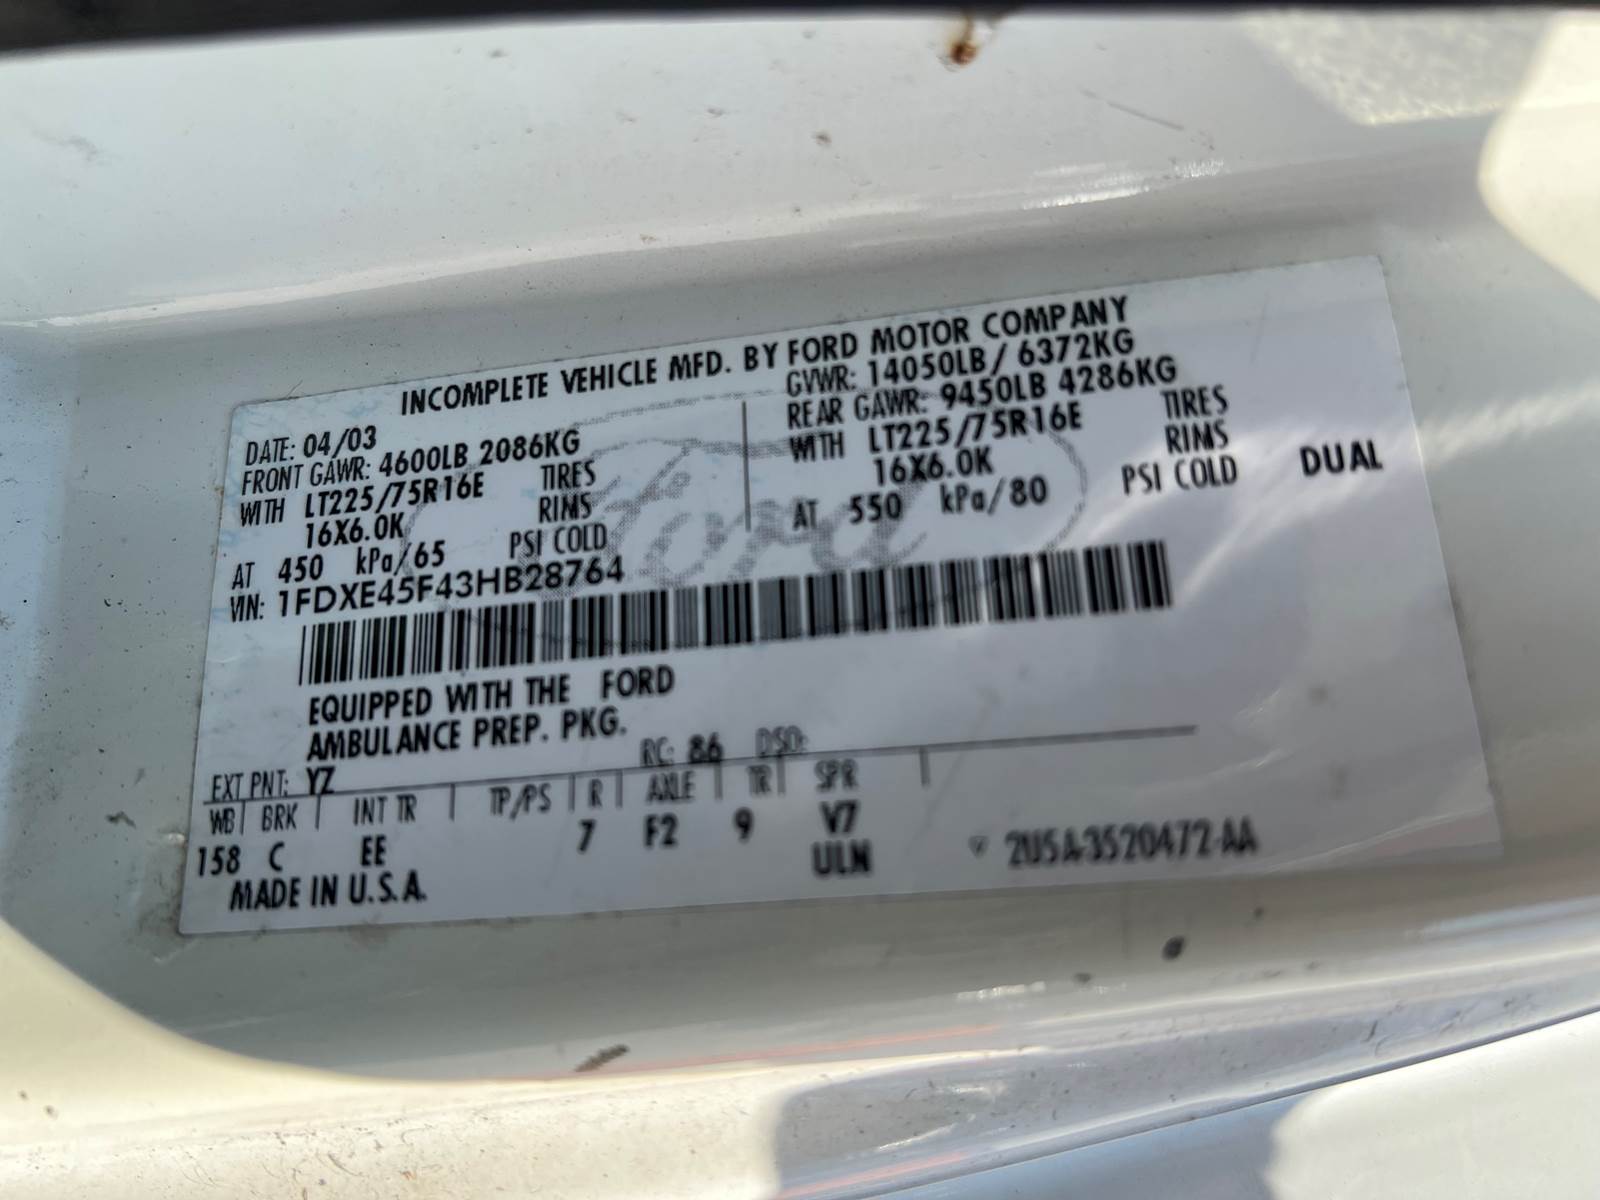 INCOMPLETE VEHICLE MFD. BY FORD MOTOR COMPANY
DATE: 04/03
GVWR: 14050LB/ 6372KG
FRONT GAWR: 4600LB 2086KG
REAR GAWR: 9450LB 4286KG
WITH LT225/75R16E TIRES
WITH LT225/75R16E TIRES
16X6.0K RIMS
16X6.0K RIMS
AT 450 kPa/65 PSI COLD
AT 550 kPa/80 PSI COLD DUAL
VIN: 1FDXE45F43HB28764
Ford
EQUIPPED WITH THE FORD
AMBULANCE PREP. PKG.
EXT PNT: YZ RC: 86 DSO:
WB BRK INT TR TP/PS R AXLE TR SPR
158 C EE 7 F2 9 V7
ULN
MADE IN U.S.A.
2U5A-3520472-AA